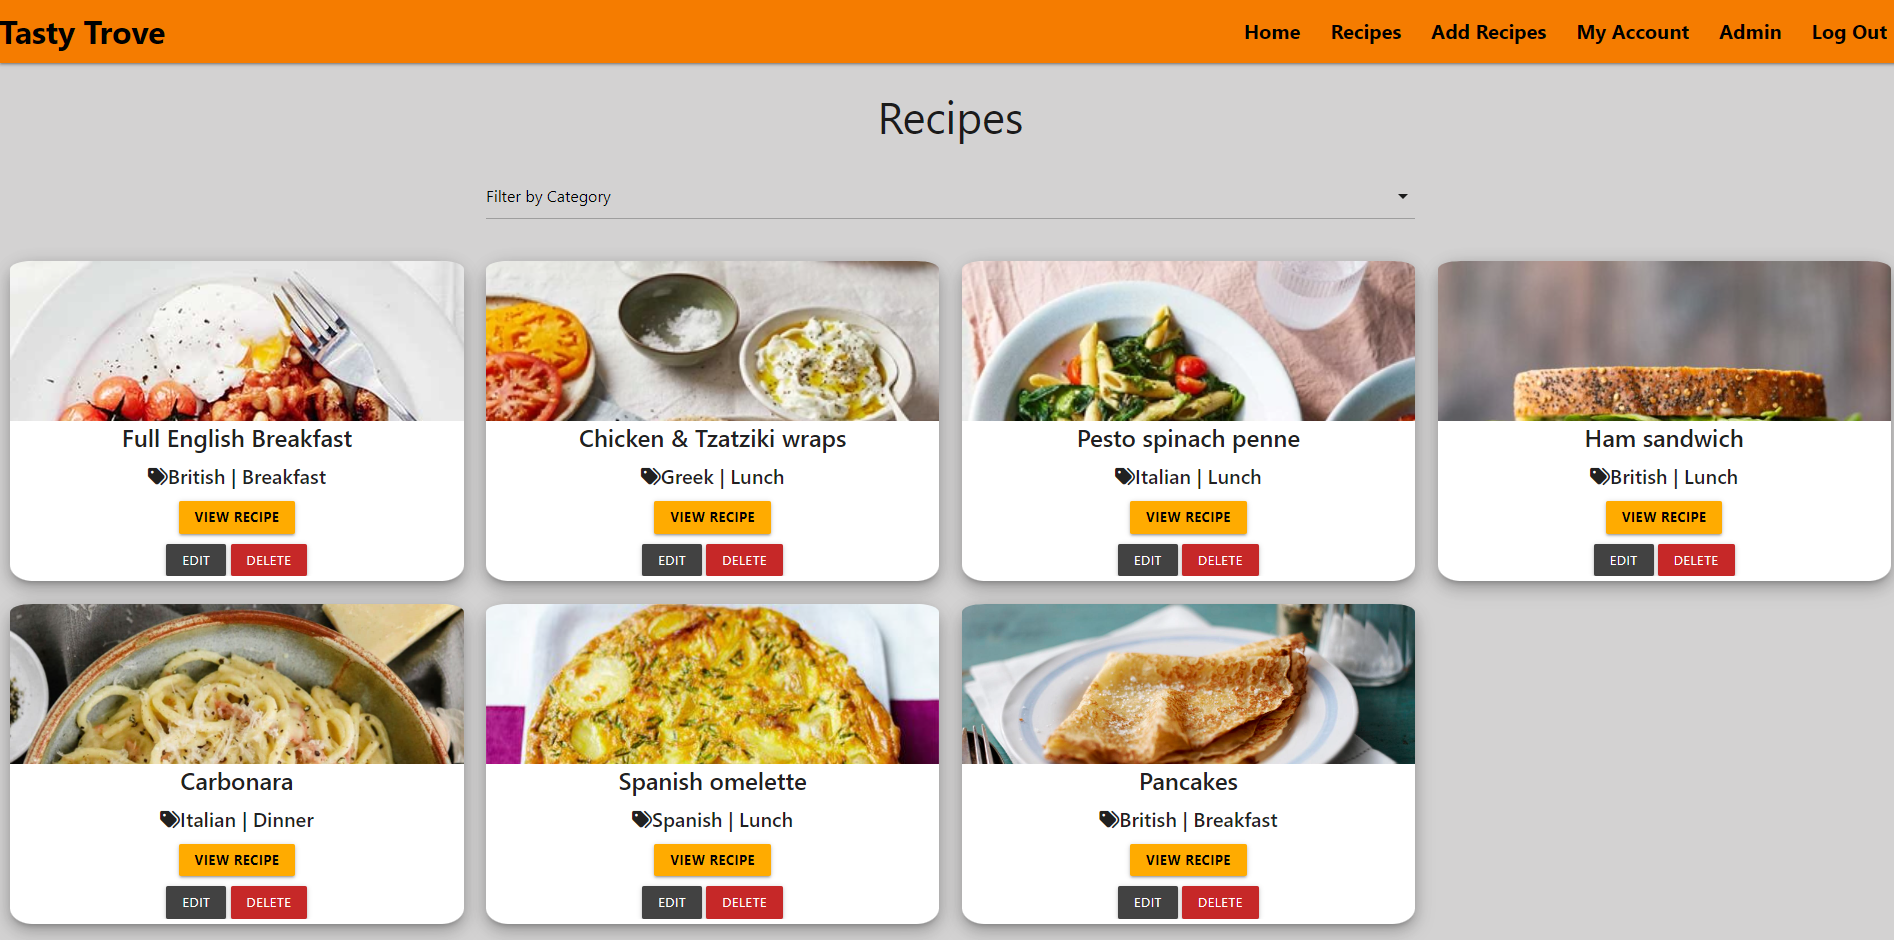 Tasty Trove
Home Recipes Add Recipes My Account Admin Log Out
Recipes
Filter by Category
Full English Breakfast
British | Breakfast
VIEW RECIPE
EDIT DELETE
Chicken & Tzatziki wraps
Greek | Lunch
VIEW RECIPE
EDIT DELETE
Pesto spinach penne
Italian | Lunch
VIEW RECIPE
EDIT DELETE
Ham sandwich
British | Lunch
VIEW RECIPE
EDIT DELETE
Carbonara
Italian | Dinner
VIEW RECIPE
EDIT DELETE
Spanish omelette
Spanish | Lunch
VIEW RECIPE
EDIT DELETE
Pancakes
British | Breakfast
VIEW RECIPE
EDIT DELETE